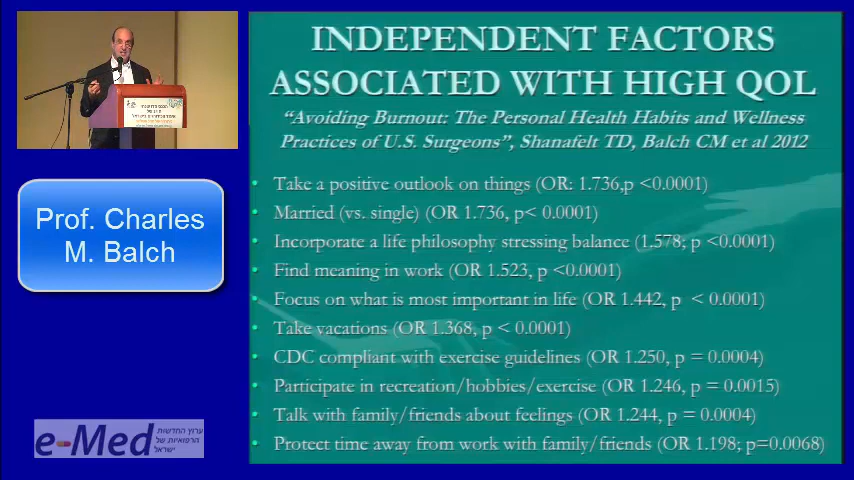 INDEPENDENT FACTORS
ASSOCIATED WITH HIGH QOL
“Avoiding Burnout: The Personal Health Habits and Wellness
Practices of U.S. Surgeons”, Shanafelt TD, Balch CM et al 2012
• Take a positive outlook on things (OR: 1.736,p <0.0001)
• Married (vs. single) (OR 1.736, p< 0.0001)
• Incorporate a life philosophy stressing balance (1.578; p <0.0001)
• Find meaning in work (OR 1.523, p <0.0001)
• Focus on what is most important in life (OR 1.442, p < 0.0001)
• Take vacations (OR 1.368, p < 0.0001)
• CDC compliant with exercise guidelines (OR 1.250, p = 0.0004)
• Participate in recreation/hobbies/exercise (OR 1.246, p = 0.0015)
• Talk with family/friends about feelings (OR 1.244, p = 0.0004)
• Protect time away from work with family/friends (OR 1.198; p=0.0068)
Prof. Charles
M. Balch
e-Med
ערוץ החדשות
הרפואיות של
ישראל